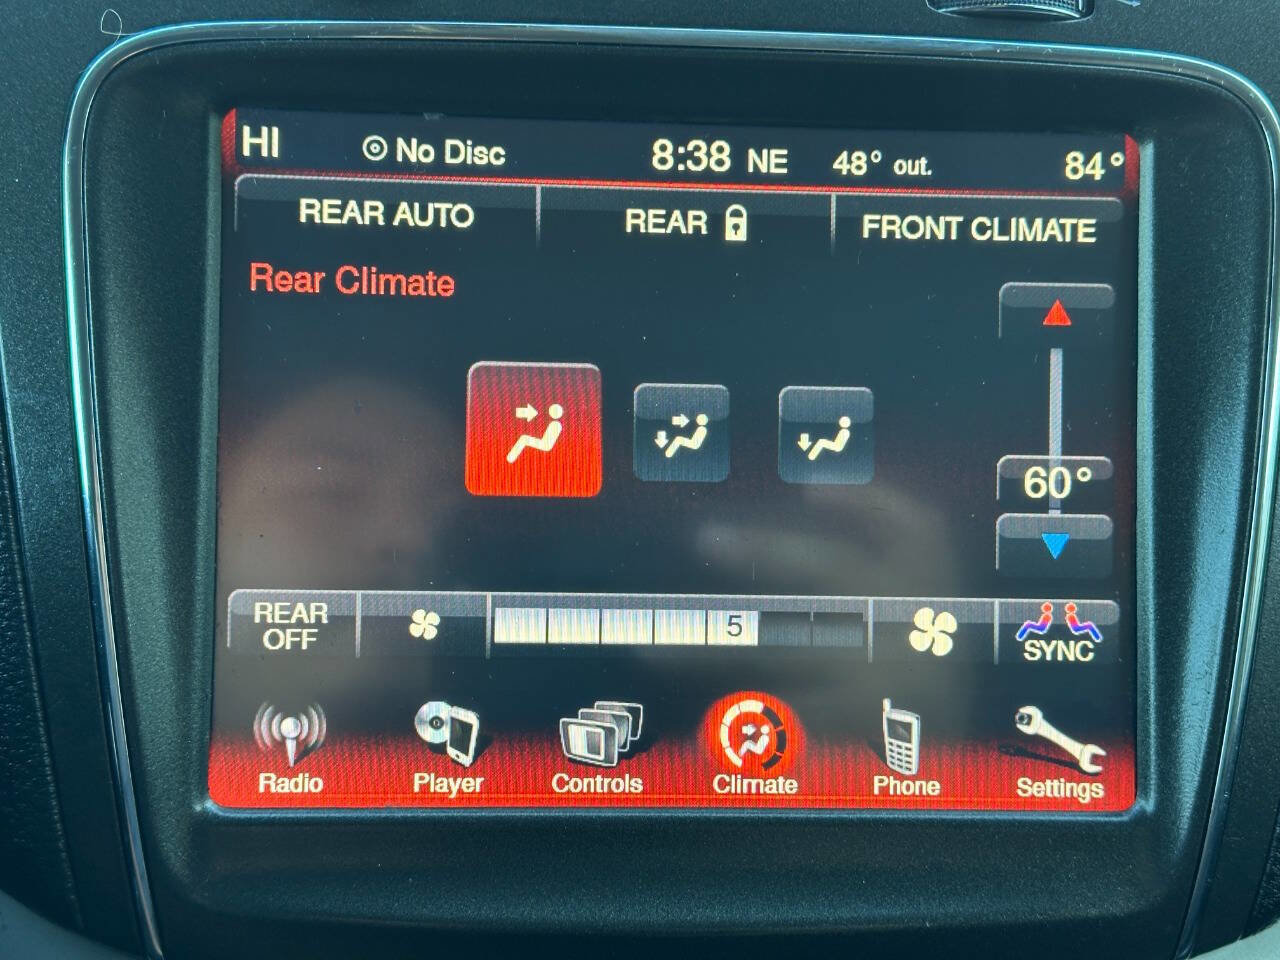 HI No Disc 8:38 NE 48° out. 84°
REAR AUTO REAR FRONT CLIMATE
Rear Climate
60°
REAR
OFF
5
SYNC
Radio Player Controls Climate Phone Settings